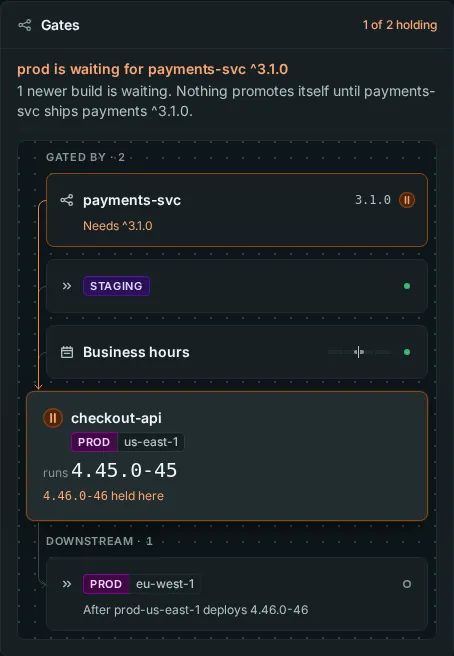 Gates
1 of 2 holding
prod is waiting for payments-svc ^3.1.0
1 newer build is waiting. Nothing promotes itself until payments-
svc ships payments ^3.1.0.
GATED BY · 2
payments-svc
3.1.0
Needs ^3.1.0
STAGING
Business hours
checkout-api
PROD us-east-1
runs 4.45.0-45
4.46.0-46 held here
DOWNSTREAM · 1
PROD eu-west-1
After prod-us-east-1 deploys 4.46.0-46